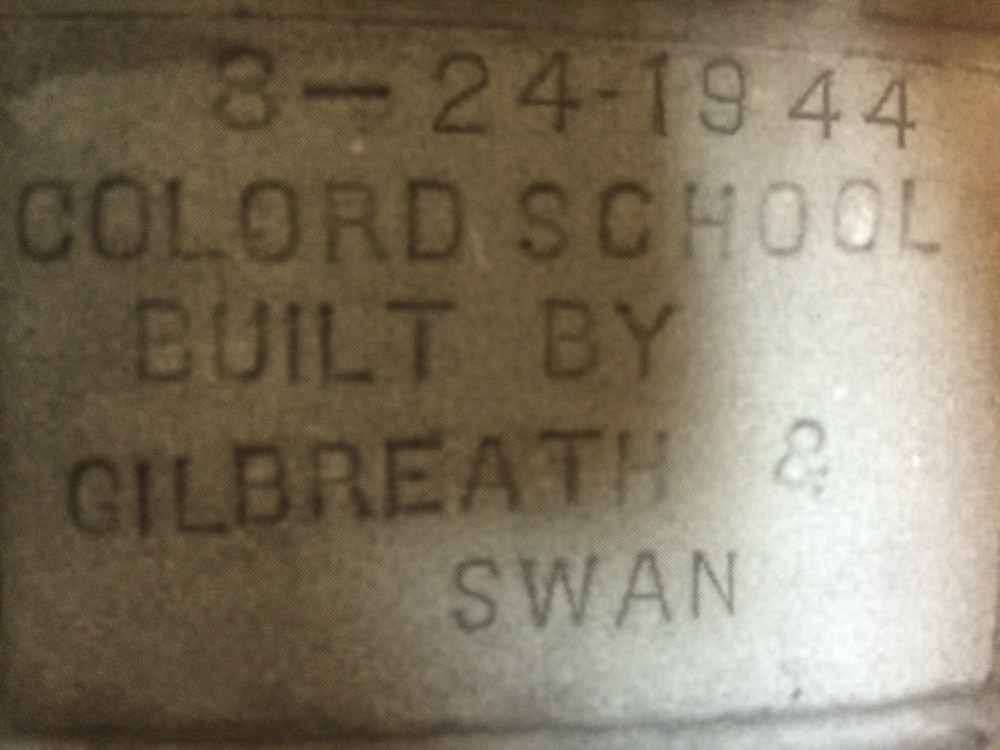 8-24-1944
COLORD SCHOOL
BUILT BY
GILBREATH &
SWAN